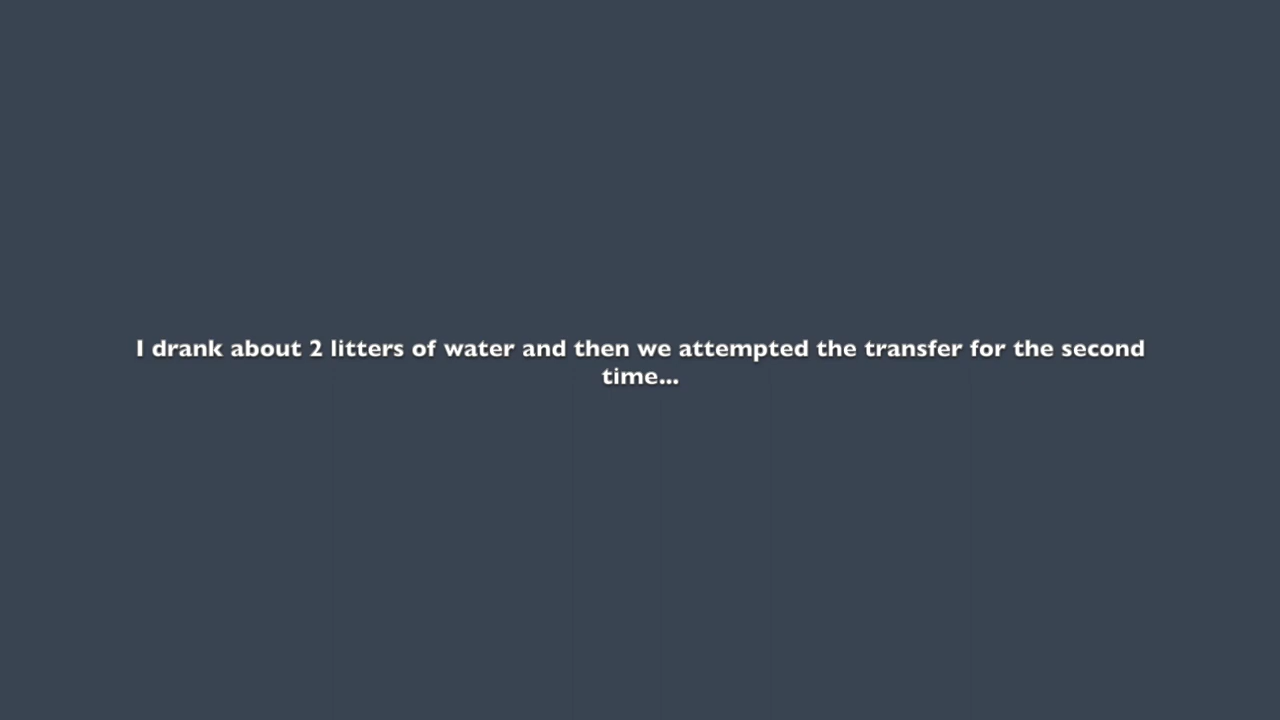 I drank about 2 litters of water and then we attempted the transfer for the second
time...